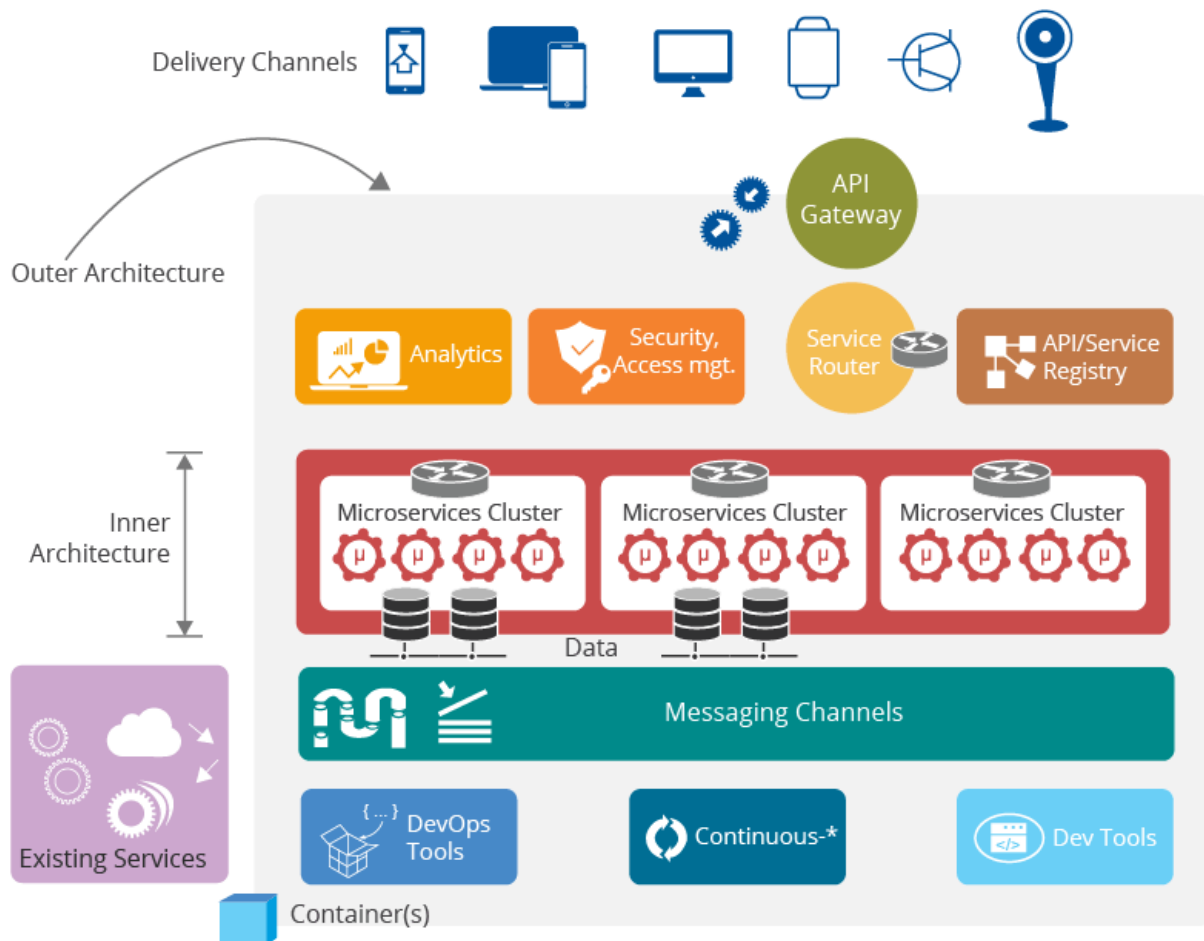 Delivery Channels
API
Gateway
Outer Architecture
Analytics
Security,
Access mgt.
Service
Router
API/Service
Registry
Inner
Architecture
Microservices Cluster
Microservices Cluster
Microservices Cluster
µ µ µ µ
µ µ µ µ
µ µ µ µ
Data
Messaging Channels
Existing Services
{ ... }
DevOps
Tools
Continuous-*
</>
Dev Tools
Container(s)